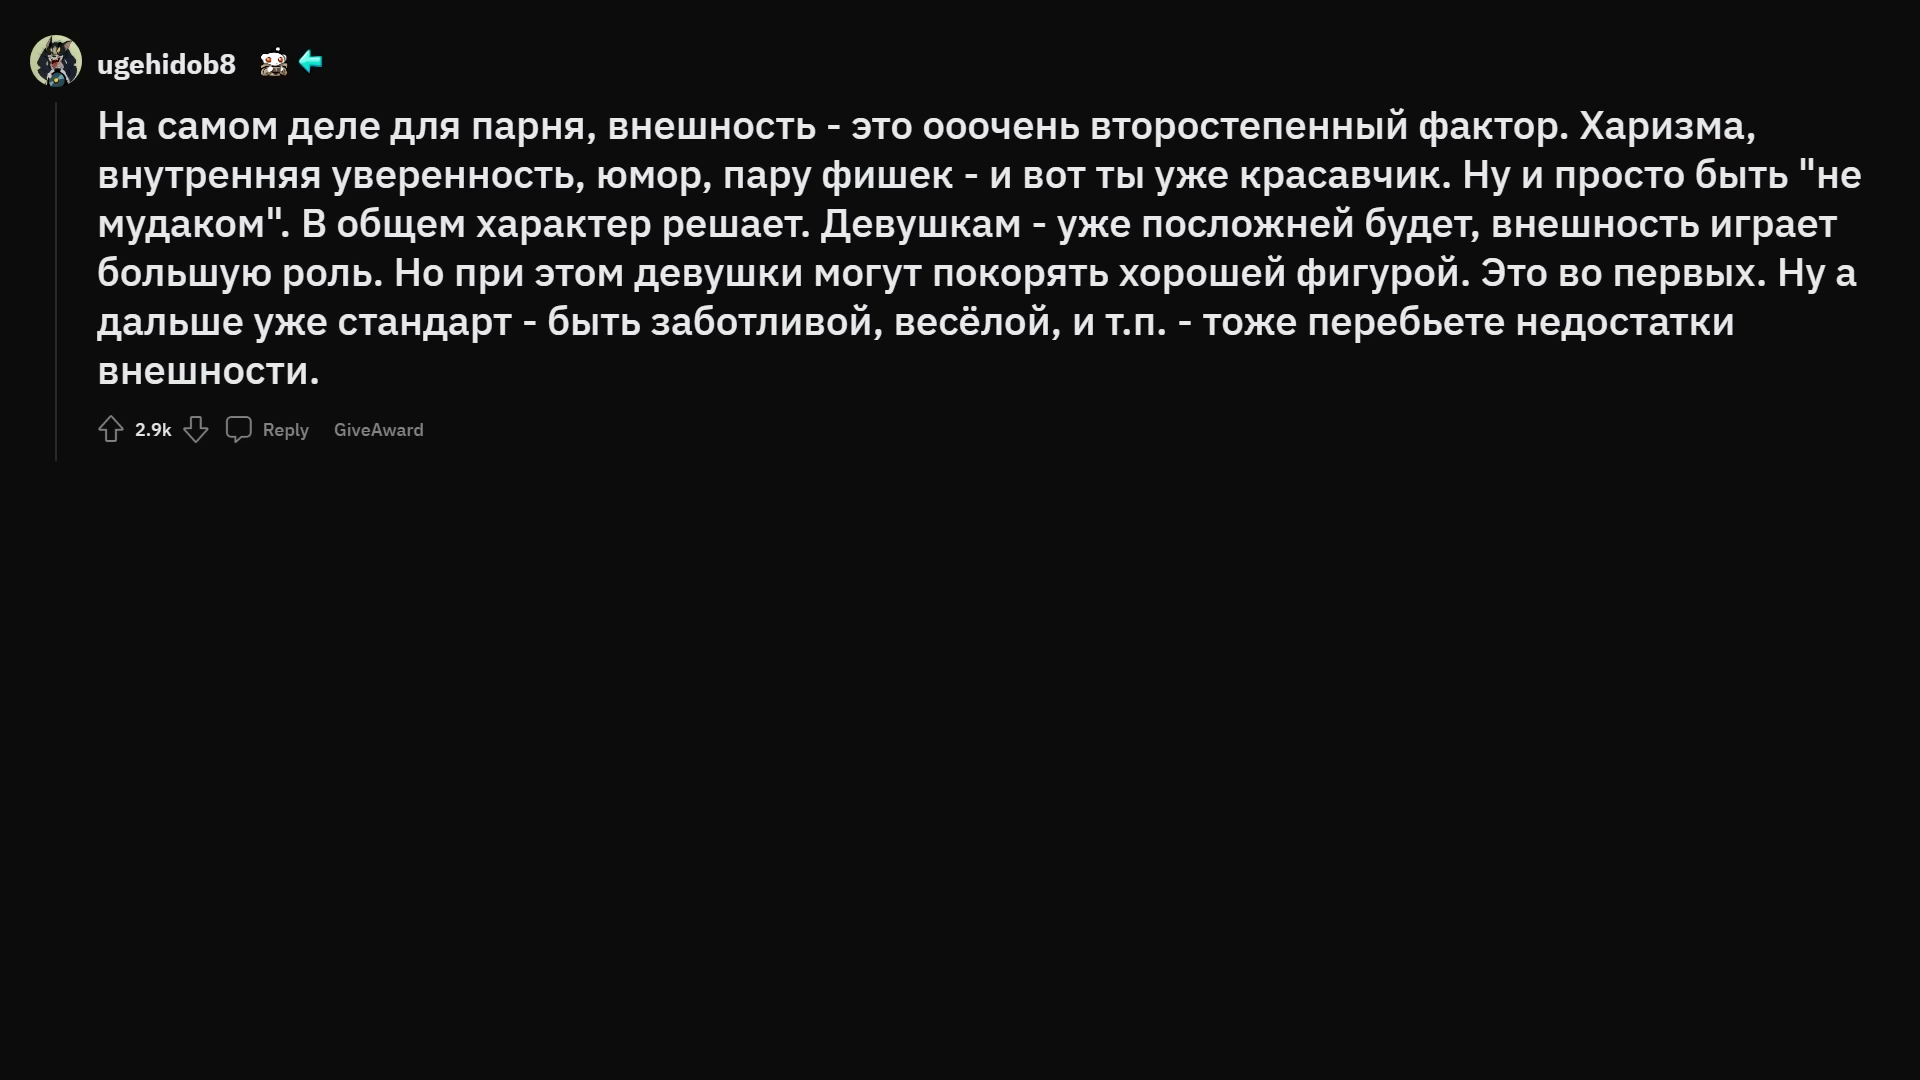 ugehidob8
На самом деле для парня, внешность - это ооочень второстепенный фактор. Харизма,
внутренняя уверенность, юмор, пару фишек - и вот ты уже красавчик. Ну и просто быть "не
мудаком". В общем характер решает. Девушкам - уже посложней будет, внешность играет
большую роль. Но при этом девушки могут покорять хорошей фигурой. Это во первых. Ну а
дальше уже стандарт - быть заботливой, весёлой, и т.п. - тоже перебьете недостатки
внешности.
2.9k Reply GiveAward